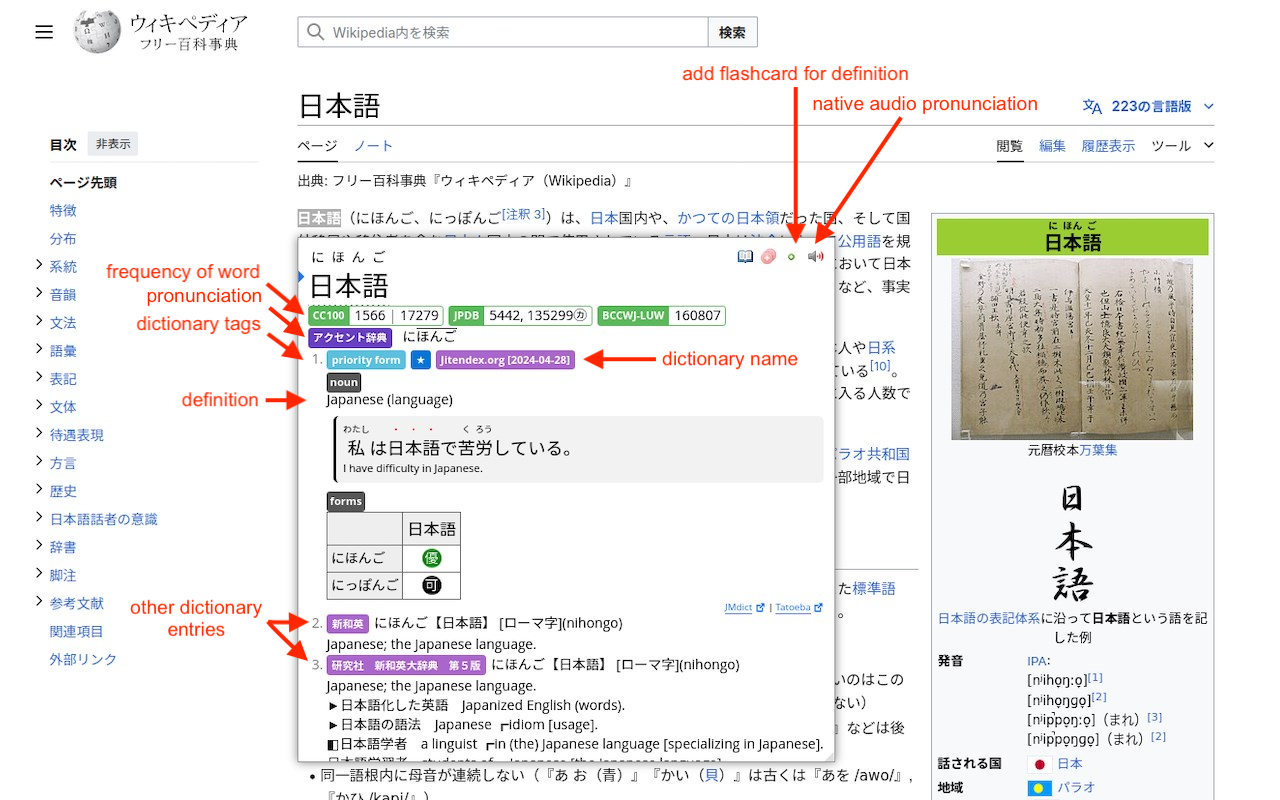 ウィキペディア
フリー百科事典
Wikipedia内を検索
検索
add flashcard for definition
native audio pronunciation
日本語
223の言語版
目次
非表示
ページ
ノート
閲覧
編集
履歴表示
ツール
ページ先頭
特徴
分布
系統
音韻
文法
語彙
表記
文体
待遇表現
方言
歴史
日本語話者の意識
辞書
脚注
参考文献
関連項目
外部リンク
出典: フリー百科事典『ウィキペディア（Wikipedia）』
日本語（にほんご、にっぽんご[注釈 3]）は、日本国内や、かつての日本領だった国、そして国
公用語を規
おいて日本
など、事実
人や日系
ている[10]。
に入る人数で
ラオ共和国
部地域で日
た標準語
。
いのはこの
ない）
』などは後
frequency of word
pronunciation
dictionary tags
definition
dictionary name
other dictionary
entries
にほんご
日本語
CC100 1566 | 17279 JPDB 5442, 135299㋕ BCCWJ-LUW 160807
アクセント辞典 にほんご
1. priority form ★ Jitendex.org [2024-04-28]
noun
Japanese (language)
わたし くろう
私は日本語で苦労している。
I have difficulty in Japanese.
forms
日本語
にほんご 優
にっぽんご 可
JMdict | Tatoeba
2. 新和英 にほんご【日本語】 [ローマ字](nihongo)
Japanese; the Japanese language.
3. 研究社 新和英大辞典 第５版 にほんご【日本語】 [ローマ字](nihongo)
Japanese; the Japanese language.
►日本語化した英語 Japanized English (words).
►日本語の語法 Japanese ┏idiom [usage].
◧日本語学者 a linguist ┏in (the) Japanese language [specializing in Japanese].
• 同一語根内に母音が連続しない（『あ お（青）』『かい（貝）』は古くは『あを /awo/』,
『かひ /kapi/』）
にほんご
日本語
元暦校本万葉集
日本語
日本語の表記体系に沿って日本語という語を記
した例
発音
IPA:
[nʲihoŋːo̞][1]
[nʲiho̞ŋɡo̞][2]
[nʲip̚po̞ŋːo̞]（まれ）[3]
[nʲip̚po̞ŋɡo̞]（まれ）[2]
話される国
日本
地域
パラオ